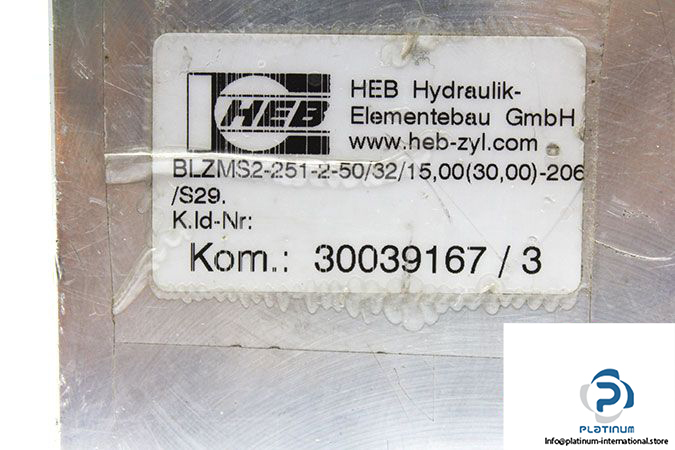 HEB
HEB Hydraulik-
Elementebau GmbH
www.heb-zyl.com
BLZMS2-251-2-50/32/15,00(30,00)-206
/S29.
K.Id-Nr:
Kom.: 30039167 / 3
PLATINUM
Info@platinum-international.store